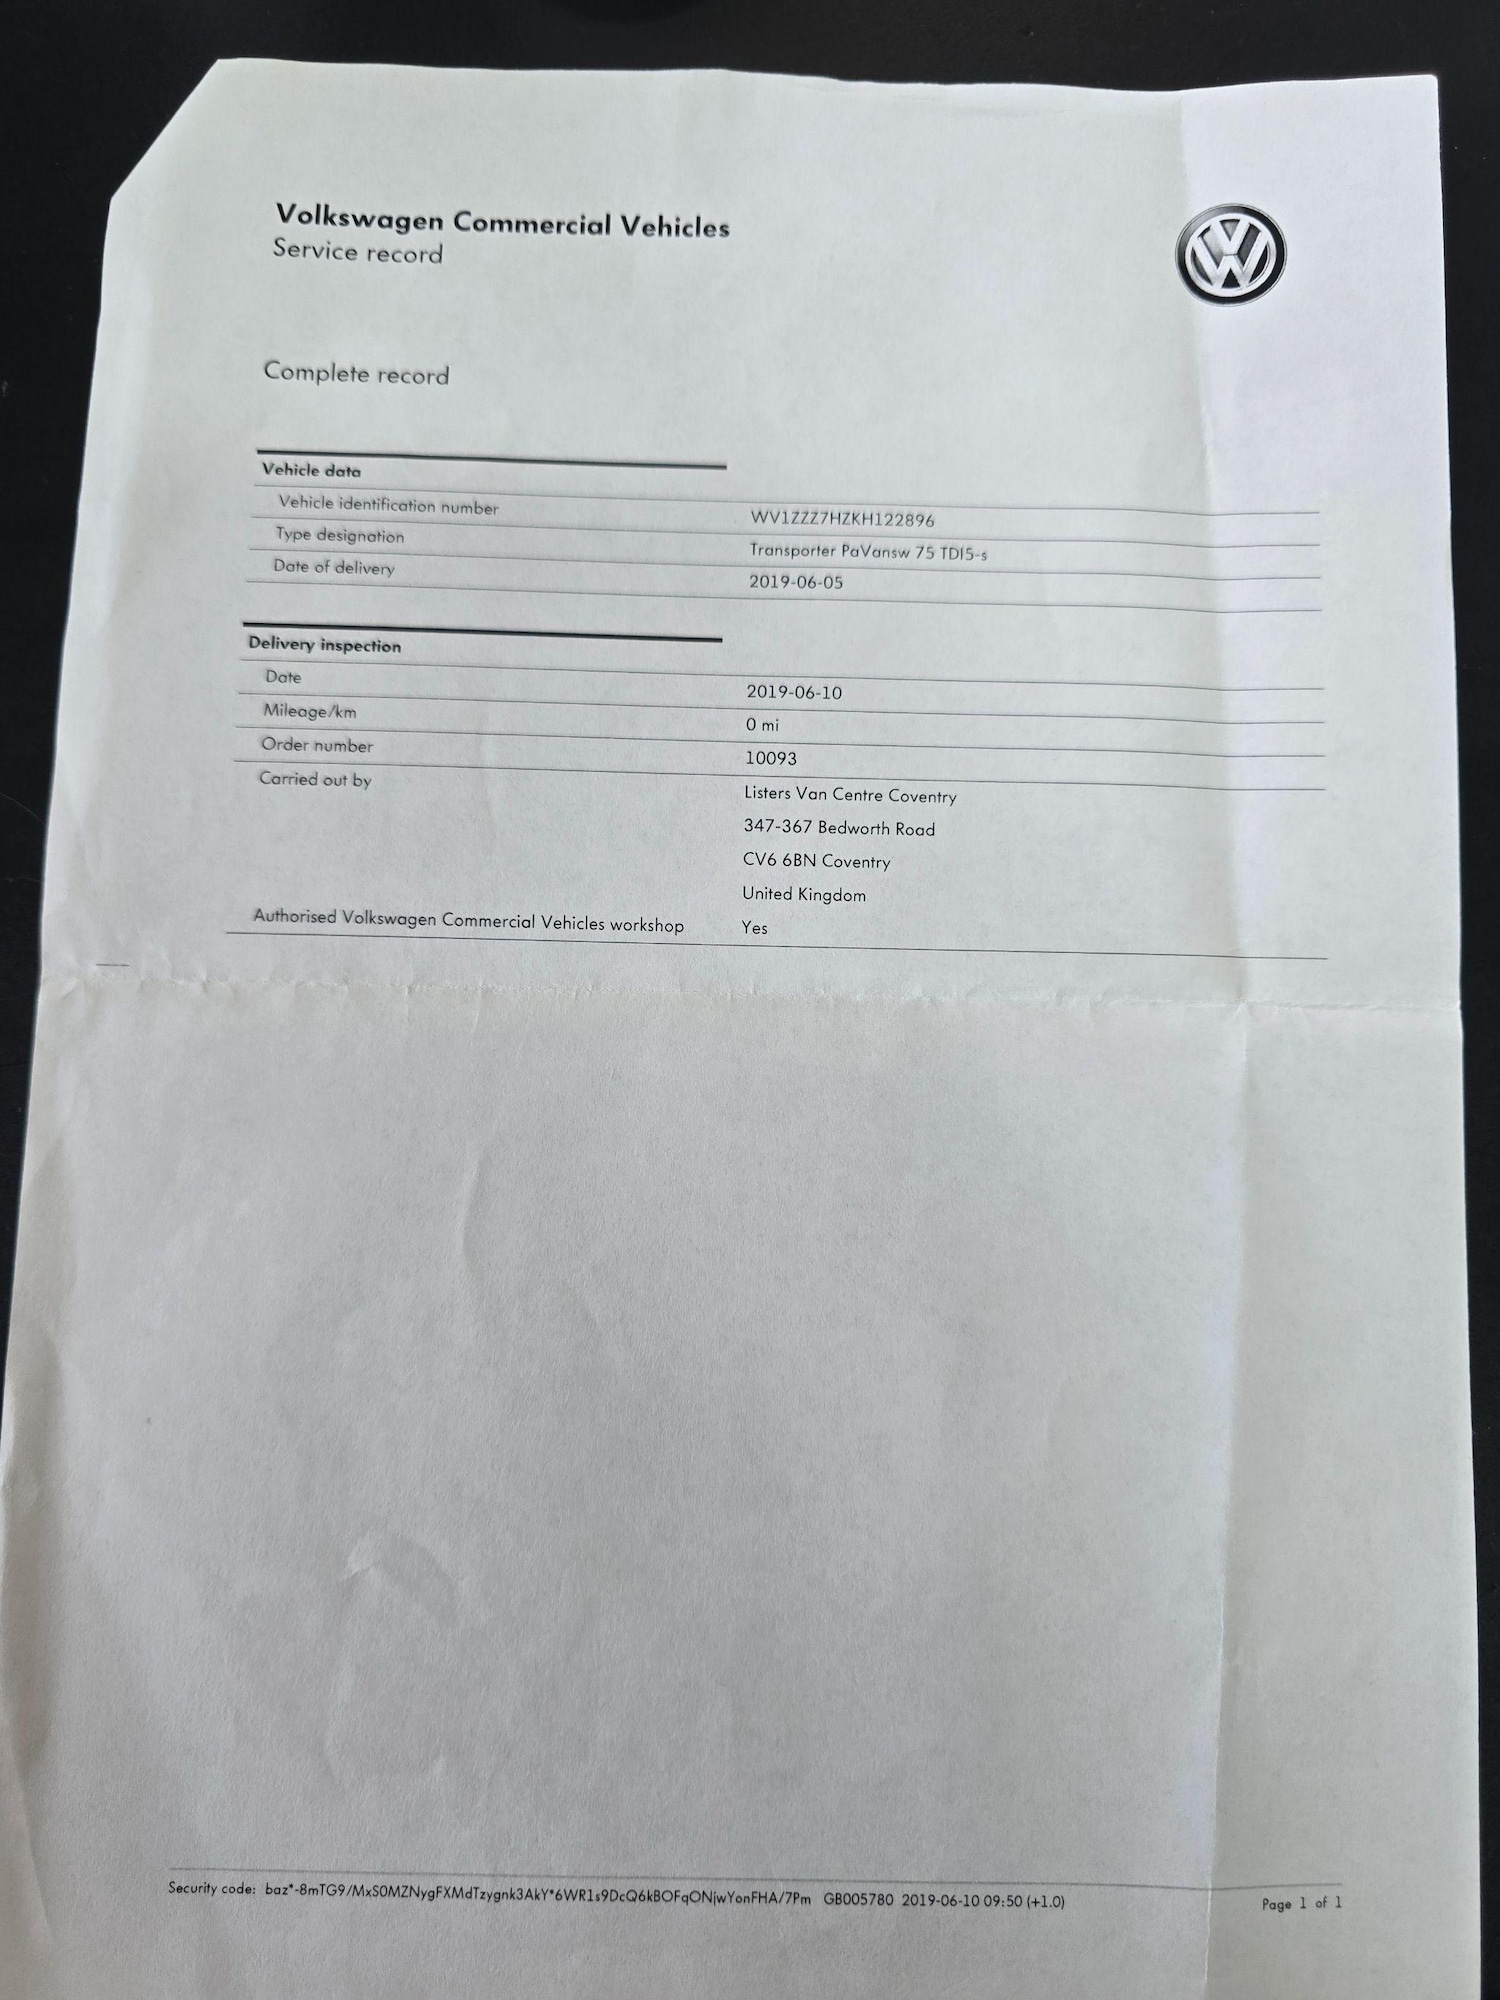 Volkswagen Commercial Vehicles
Service record
Complete record
Vehicle data
Vehicle identification number WV1ZZZ7HZKH122896
Type designation Transporter PaVansw 75 TDI5-s
Date of delivery 2019-06-05
Delivery inspection
Date 2019-06-10
Mileage/km 0 mi
Order number 10093
Carried out by Listers Van Centre Coventry
347-367 Bedworth Road
CV6 6BN Coventry
United Kingdom
Authorised Volkswagen Commercial Vehicles workshop Yes
Security code: baz*-8mTG9/MxS0MZNygFXMdTzygnk3AkY*6WR1s9DcQ6kBOFqONjwYonFHA/7Pm GB005780 2019-06-10 09:50 (+1.0) Page 1 of 1